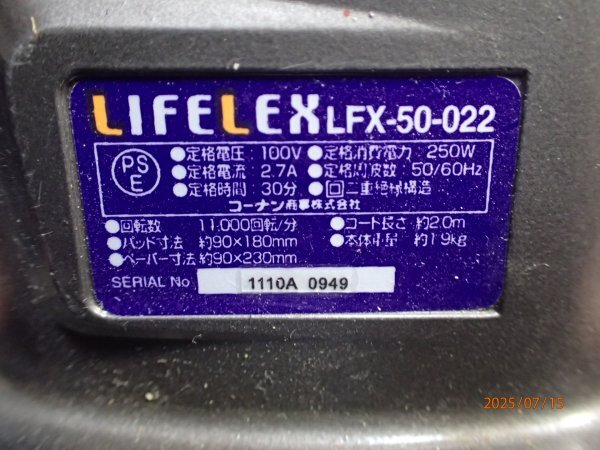 LIFELEX LFX-50-022
PS E
●定格電圧 : 100V ●定格消費電力 : 250W
●定格電流 : 2.7A ●定格周波数 : 50/60Hz
●定格時間 : 30分 ●回二重絶縁構造
コーナン商事株式会社
●回転数 11,000回転/分 ●コード長さ 約2.0m
●パッド寸法 約90×180mm ●本体重量 約1.9kg
●ペーパー寸法 約90×230mm
SERIAL No 1110A 0949
2025/07/15